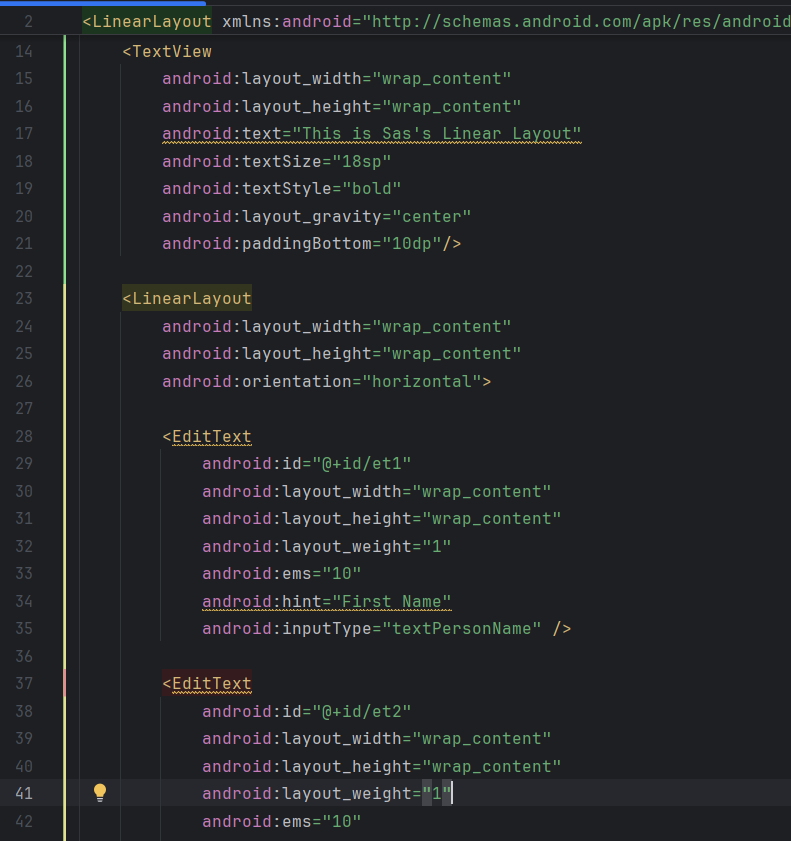 2 <LinearLayout xmlns:android="http://schemas.android.com/apk/res/android
14 <TextView
15 android:layout_width="wrap_content"
16 android:layout_height="wrap_content"
17 android:text="This is Sas's Linear Layout"
18 android:textSize="18sp"
19 android:textStyle="bold"
20 android:layout_gravity="center"
21 android:paddingBottom="10dp"/>
22
23 <LinearLayout
24 android:layout_width="wrap_content"
25 android:layout_height="wrap_content"
26 android:orientation="horizontal">
27
28 <EditText
29 android:id="@+id/et1"
30 android:layout_width="wrap_content"
31 android:layout_height="wrap_content"
32 android:layout_weight="1"
33 android:ems="10"
34 android:hint="First Name"
35 android:inputType="textPersonName" />
36
37 <EditText
38 android:id="@+id/et2"
39 android:layout_width="wrap_content"
40 android:layout_height="wrap_content"
41 android:layout_weight="1"
42 android:ems="10"